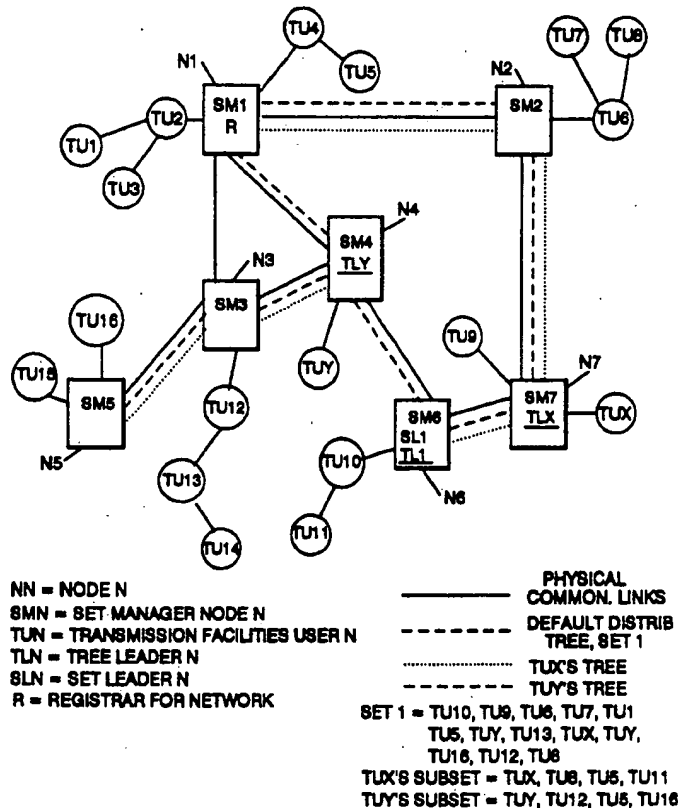 TU4
TU7
TU8
N1
TU5
N2
SM1
R
SM2
TU2
TU6
TU1
TU3
N4
SM4
TLY
N3
SM3
TU16
TU9
TUY
N7
TU15
SM7
TLX
TUX
SM5
TU12
SM6
SL1
TL1
TU10
N5
TU13
N6
TU11
TU14
NN = NODE N
SMN = SET MANAGER NODE N
TUN = TRANSMISSION FACILITIES USER N
TLN = TREE LEADER N
SLN = SET LEADER N
R = REGISTRAR FOR NETWORK
PHYSICAL
COMMON. LINKS
DEFAULT DISTRIB
TREE, SET 1
TUX'S TREE
TUY'S TREE
SET 1 = TU10, TU9, TU6, TU7, TU1
TU5, TUY, TU13, TUX, TUY,
TU16, TU12, TU8
TUX'S SUBSET = TUX, TU8, TU5, TU11
TUY'S SUBSET = TUY, TU12, TU5, TU16